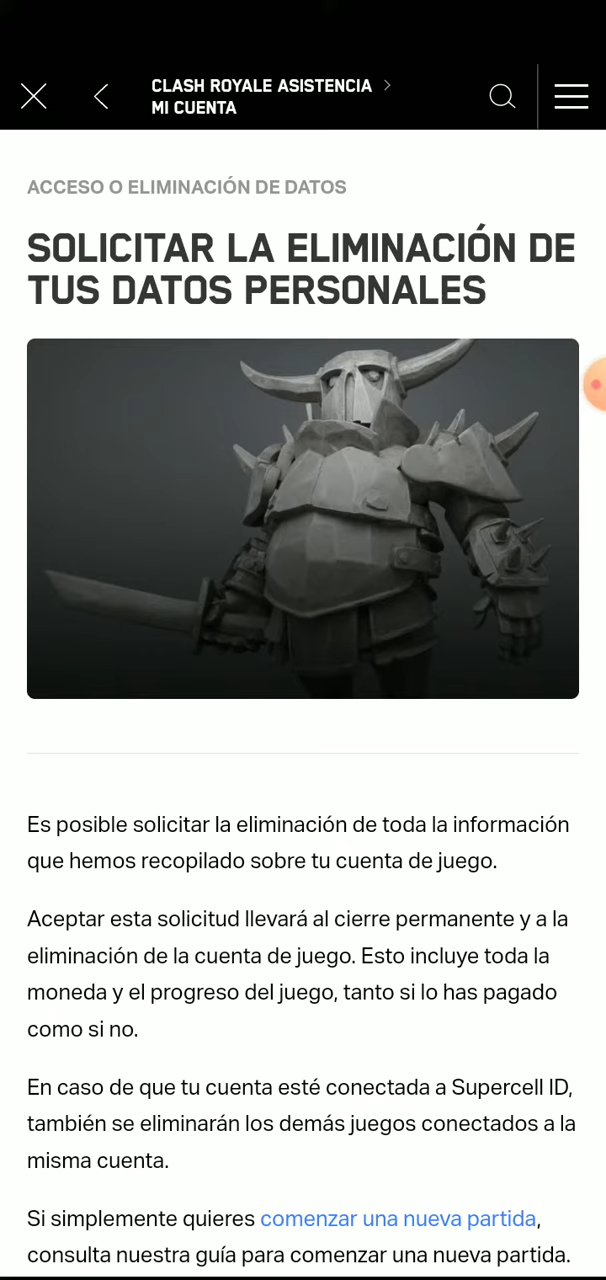 CLASH ROYALE ASISTENCIA >
MI CUENTA
ACCESO O ELIMINACIÓN DE DATOS
SOLICITAR LA ELIMINACIÓN DE
TUS DATOS PERSONALES
Es posible solicitar la eliminación de toda la información
que hemos recopilado sobre tu cuenta de juego.
Aceptar esta solicitud llevará al cierre permanente y a la
eliminación de la cuenta de juego. Esto incluye toda la
moneda y el progreso del juego, tanto si lo has pagado
como si no.
En caso de que tu cuenta esté conectada a Supercell ID,
también se eliminarán los demás juegos conectados a la
misma cuenta.
Si simplemente quieres comenzar una nueva partida,
consulta nuestra guía para comenzar una nueva partida.